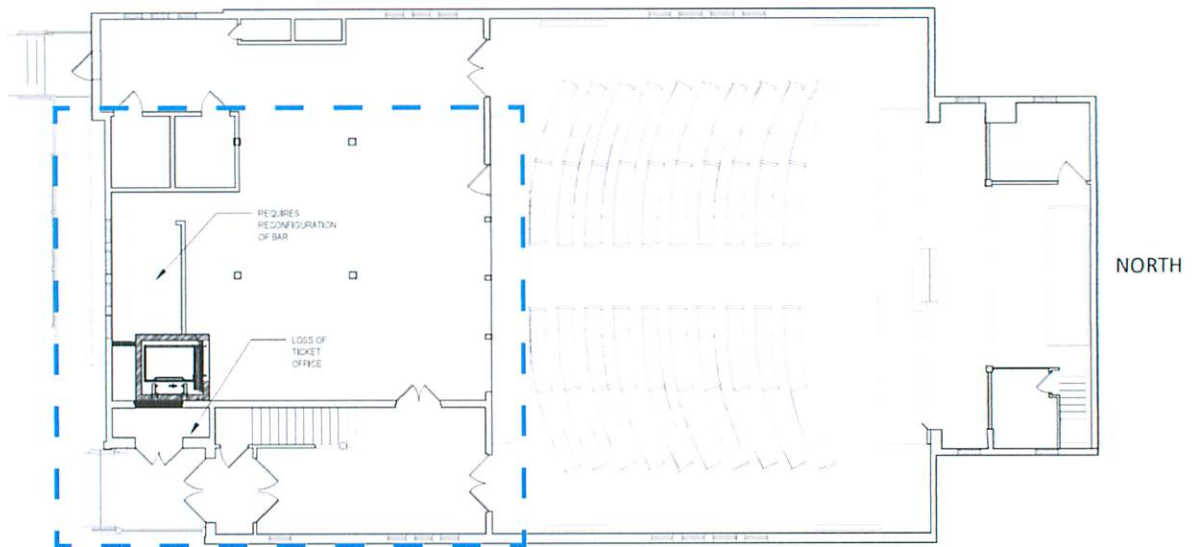 REQUIRES
RECONFIGURATION
OF BAR
NORTH
LOSS OF
TICKET
OFFICE